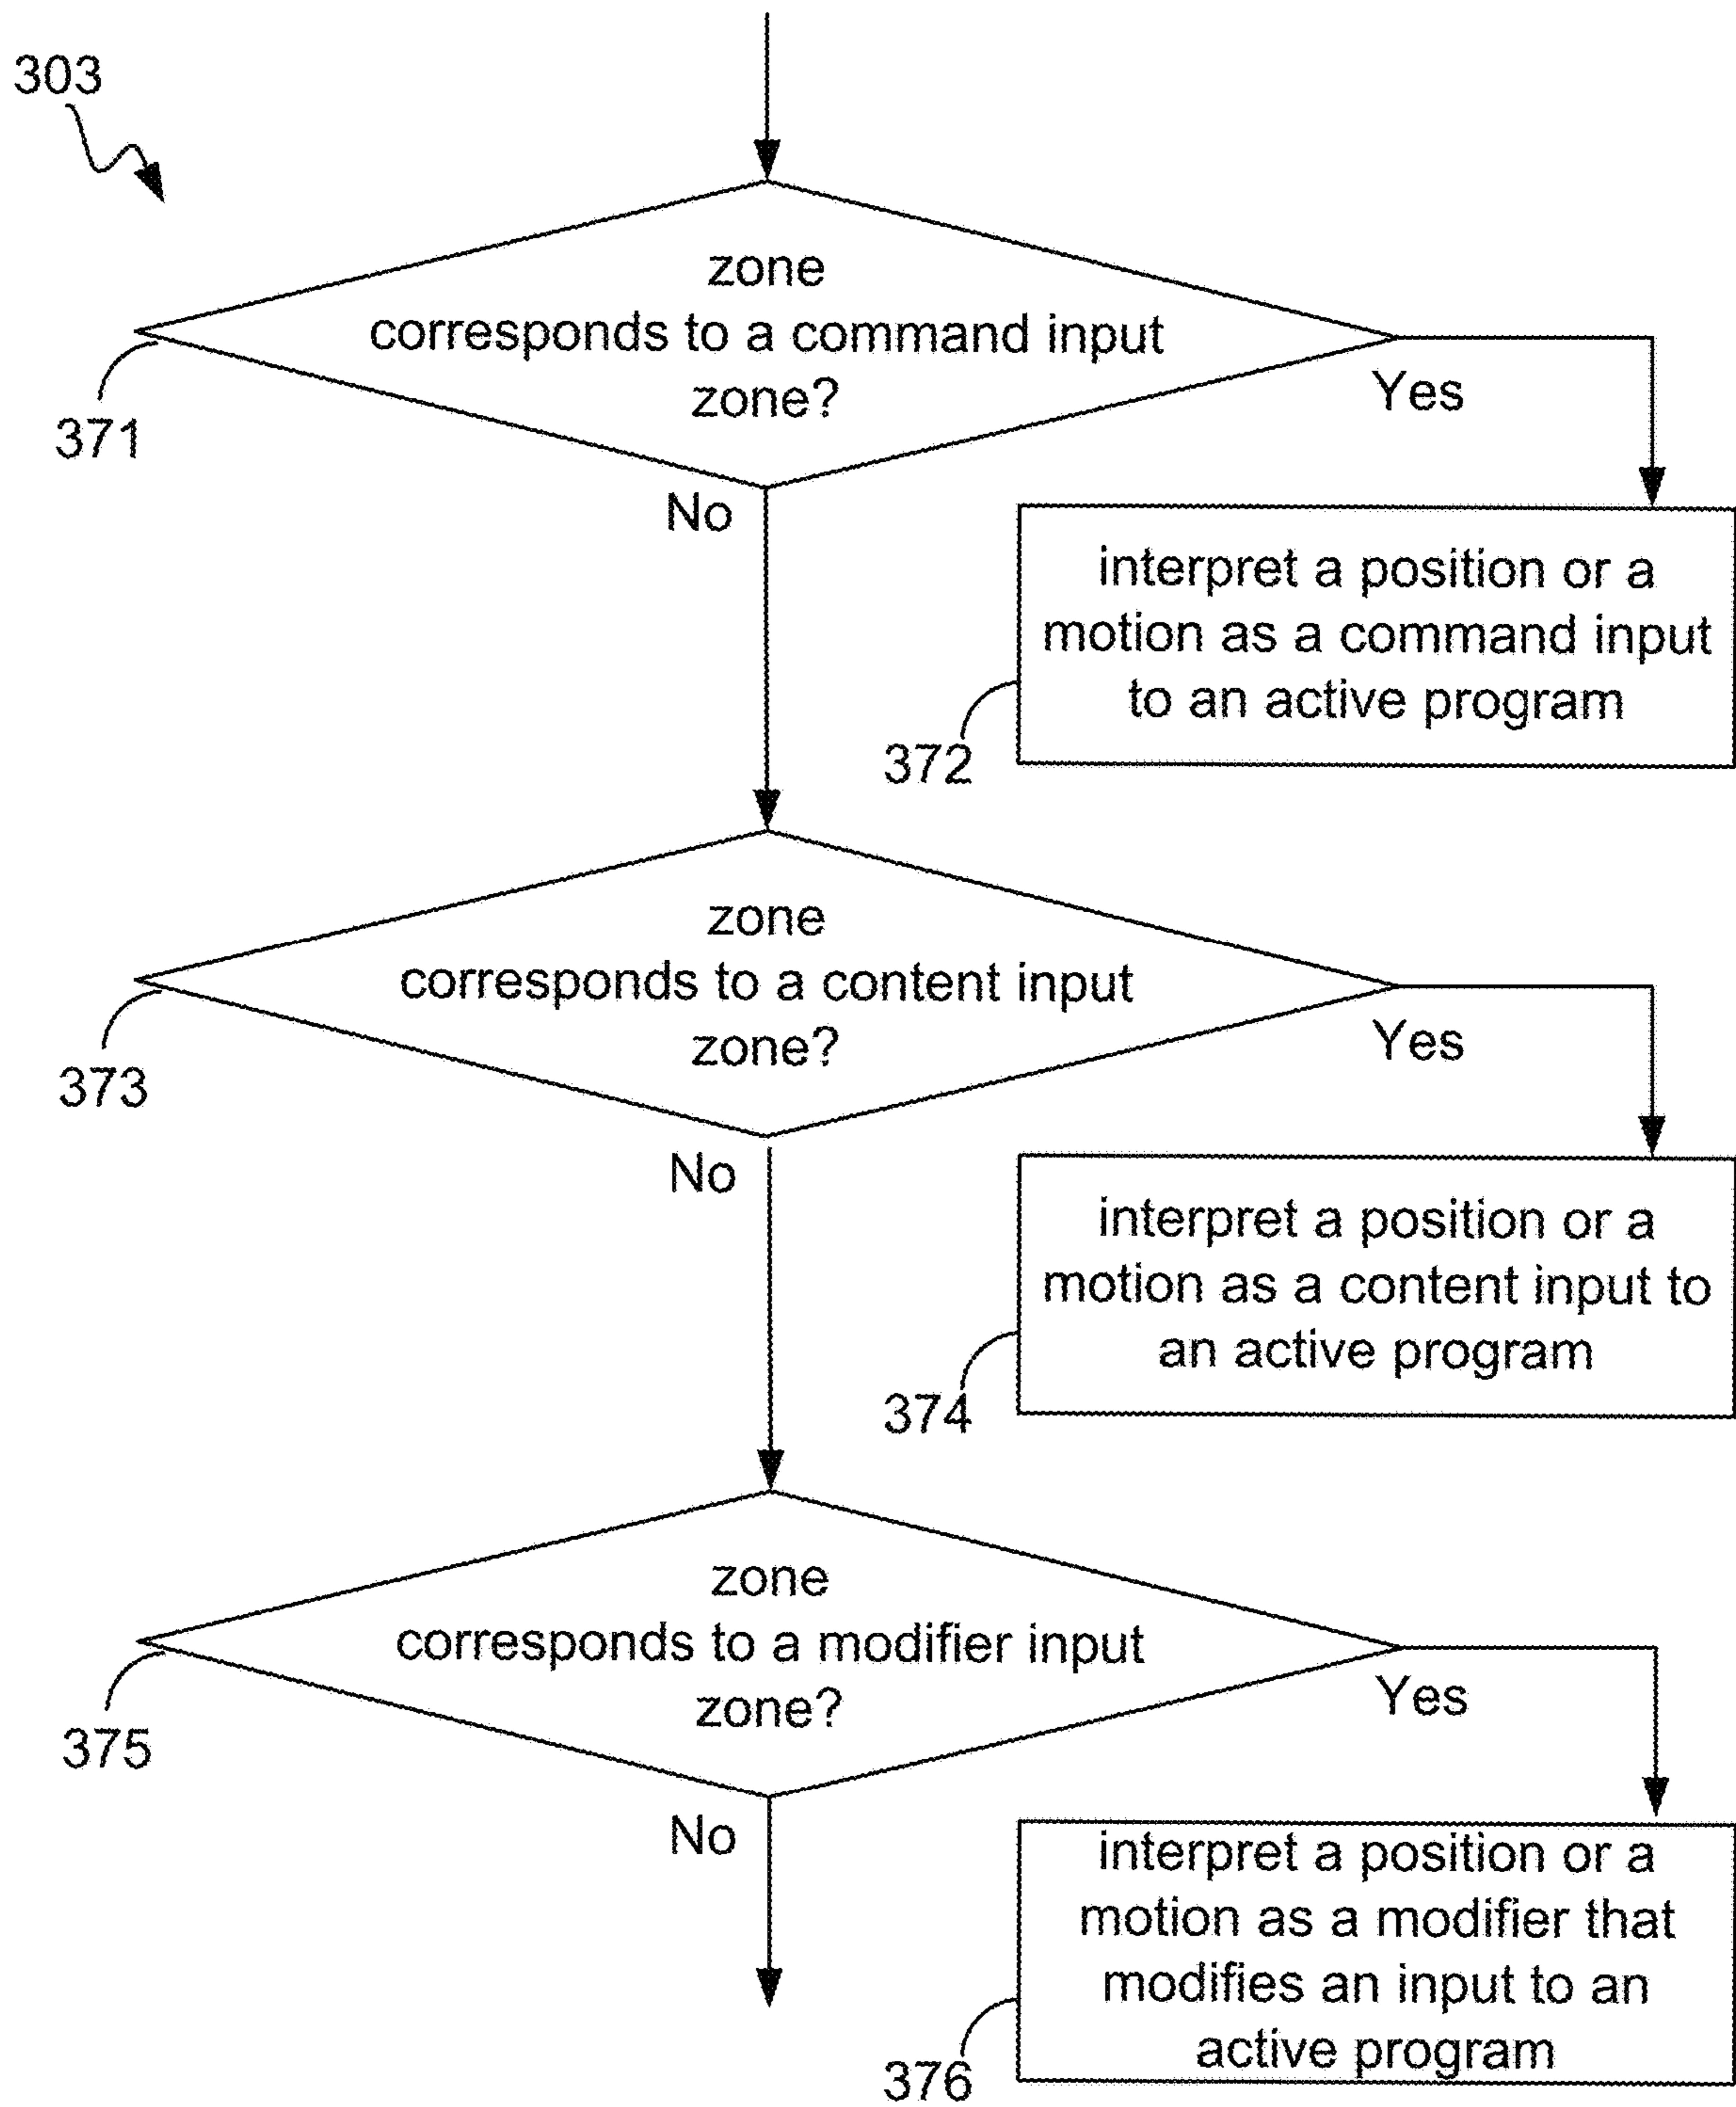 303
zone
corresponds to a command input
zone?
371
Yes
No
interpret a position or a
motion as a command input
to an active program
372
zone
corresponds to a content input
zone?
373
Yes
No
interpret a position or a
motion as a content input to
an active program
374
zone
corresponds to a modifier input
zone?
375
Yes
No
interpret a position or a
motion as a modifier that
modifies an input to an
active program
376